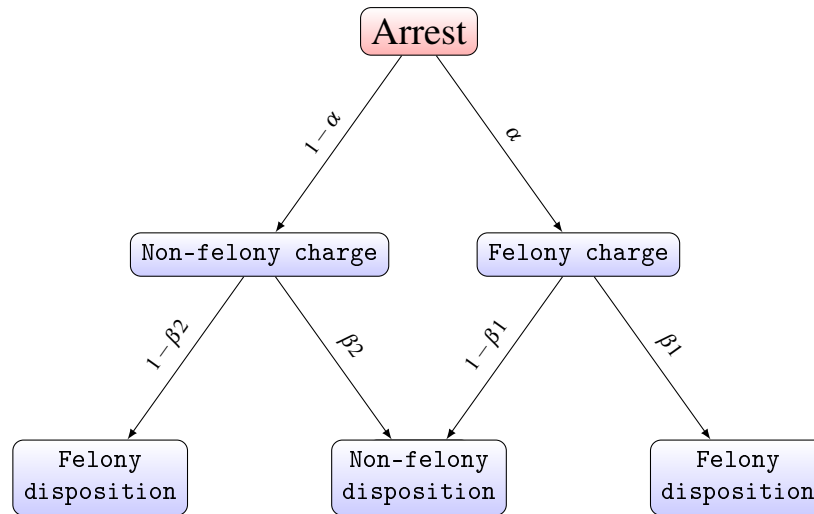 Arrest
1−α
α
Non-felony charge
Felony charge
1−β2
β2
1−β1
β1
Felony
disposition
Non-felony
disposition
Felony
disposition